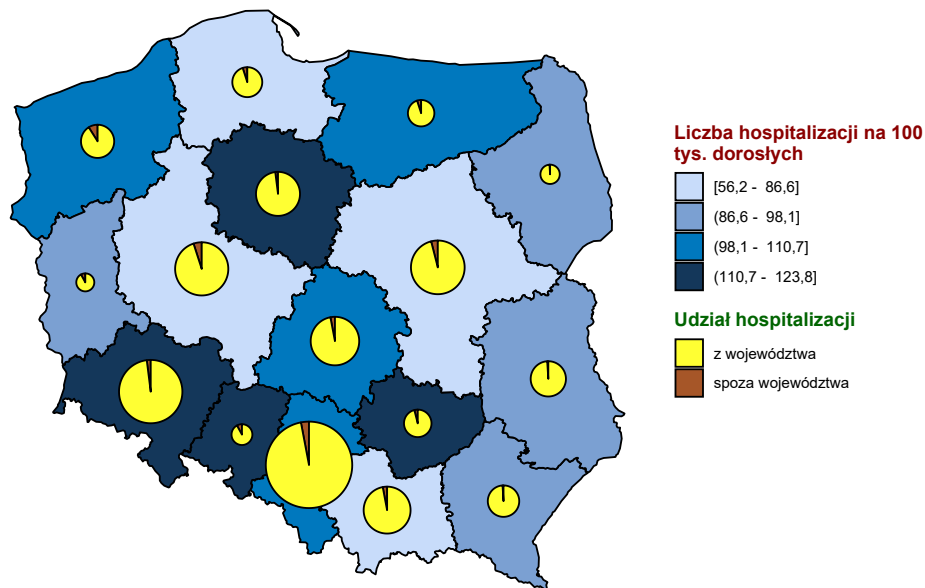 Liczba hospitalizacji na 100
tys. dorosłych
[56,2 - 86,6]
(86,6 - 98,1]
(98,1 - 110,7]
(110,7 - 123,8]
Udział hospitalizacji
z województwa
spoza województwa